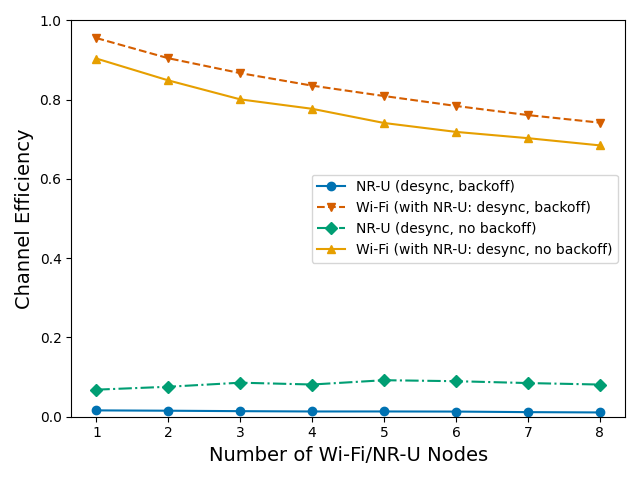 1.0
0.8
0.6
0.4
0.2
0.0
Channel Efficiency
NR-U (desync, backoff)
Wi-Fi (with NR-U: desync, backoff)
NR-U (desync, no backoff)
Wi-Fi (with NR-U: desync, no backoff)
1 2 3 4 5 6 7 8
Number of Wi-Fi/NR-U Nodes